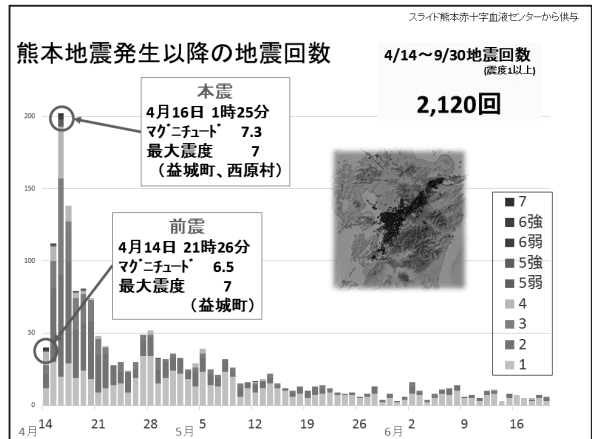 スライド熊本赤十字血液センターから供与
熊本地震発生以降の地震回数
4/14～9/30地震回数
(震度1以上)
2,120回
本震
4月16日 1時25分
マグニチュード 7.3
最大震度 7
(益城町、西原村)
前震
4月14日 21時26分
マグニチュード 6.5
最大震度 7
(益城町)
200
150
100
50
0
7
6強
6弱
5強
5弱
4
3
2
1
4月 14 21 28 5月 5 12 19 26 6月 2 9 16